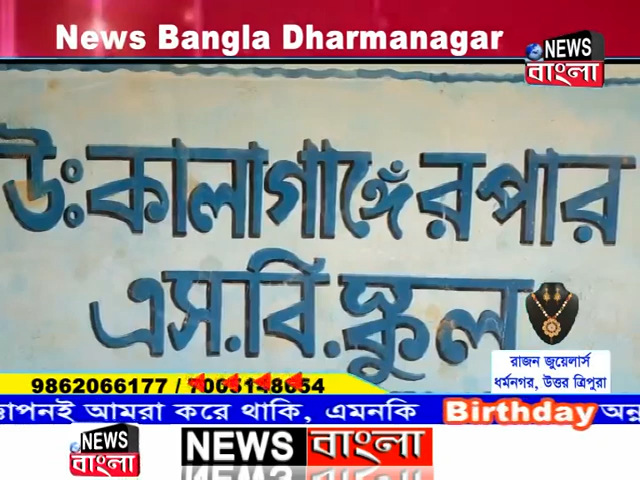 News Bangla Dharmanagar
NEWS
বাংলা
উঃকালাগাঙ্গেঁরপার
এস.বি.স্কুল
রাজন জুয়েলার্স
ধর্মনগর, উত্তর ত্রিপুরা
9862066177 /
আমরা করে থাকি, এমনকি Birthday
NEWS
বাংলা
NEWS বাংলা